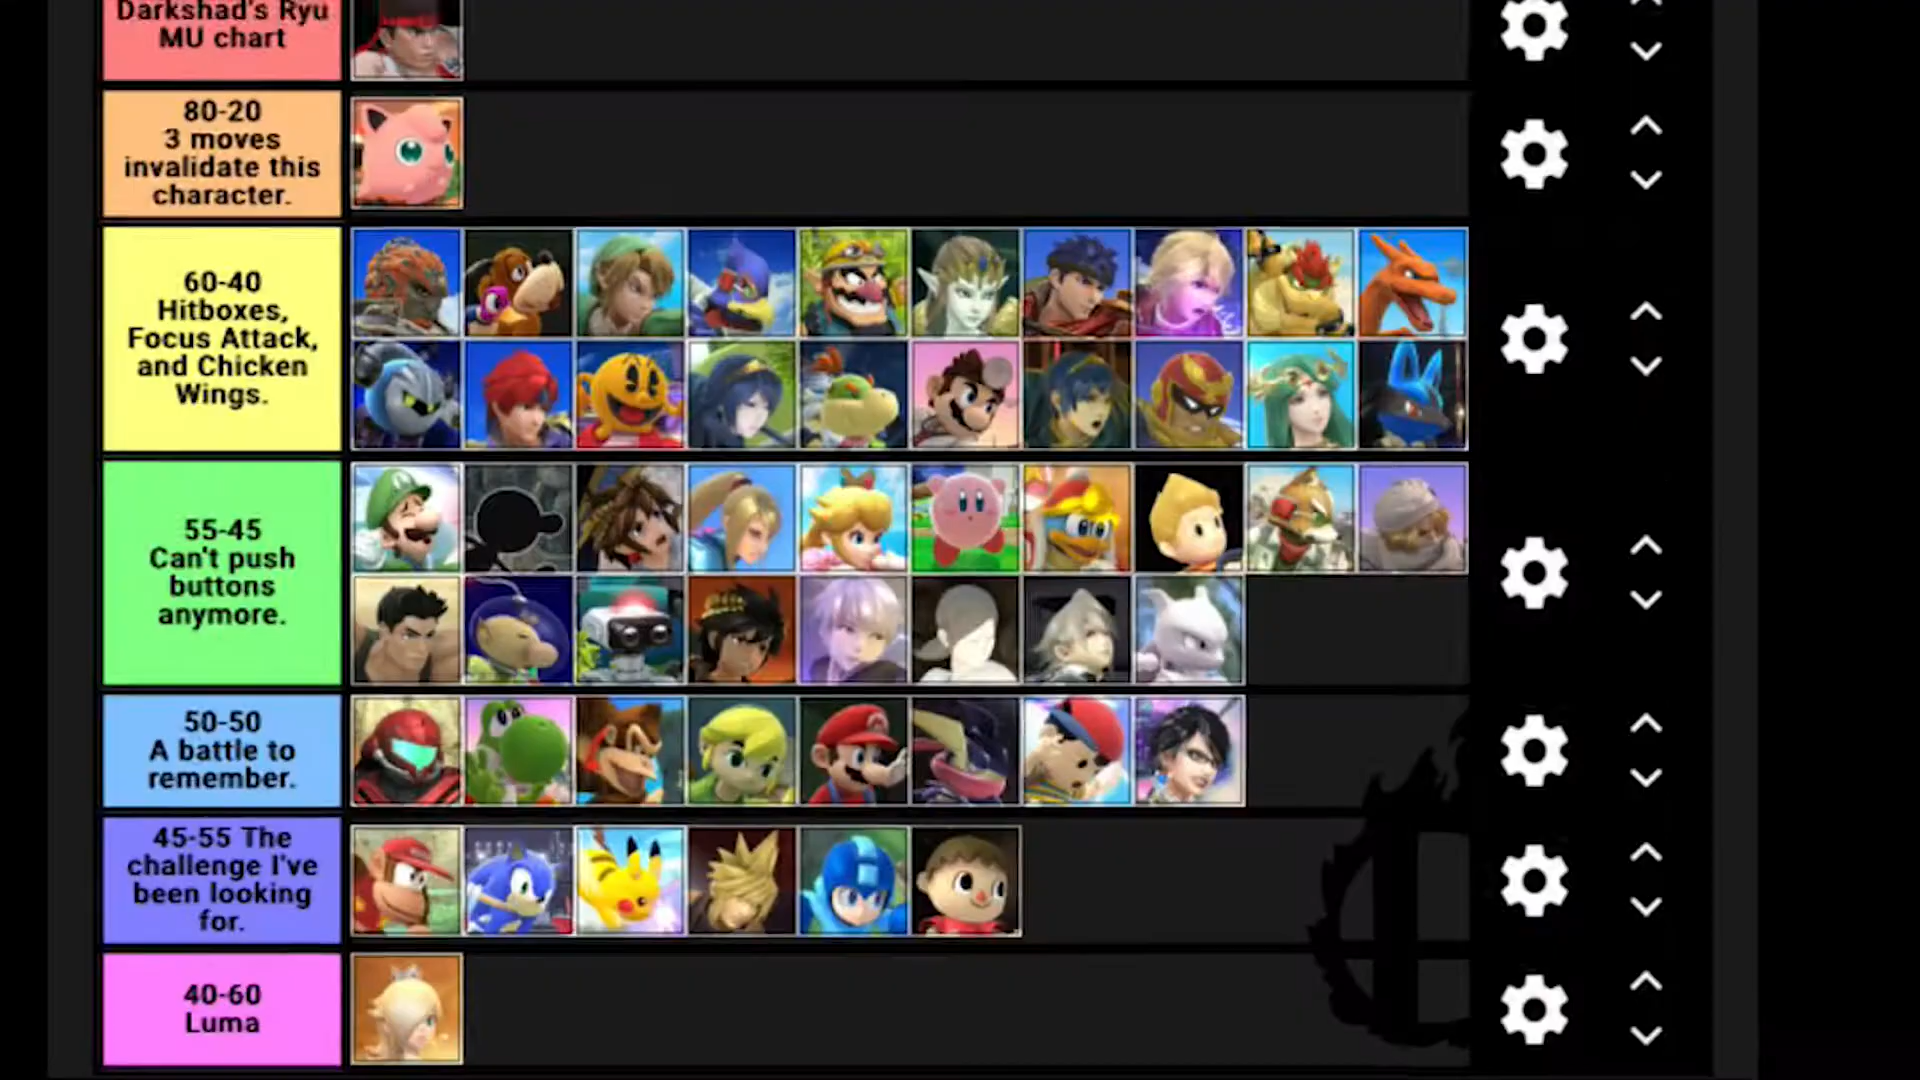 Darkshad's Ryu
MU chart
80-20
3 moves
invalidate this
character.
60-40
Hitboxes,
Focus Attack,
and Chicken
Wings.
55-45
Can't push
buttons
anymore.
50-50
A battle to
remember.
45-55 The
challenge I've
been looking
for.
40-60
Luma